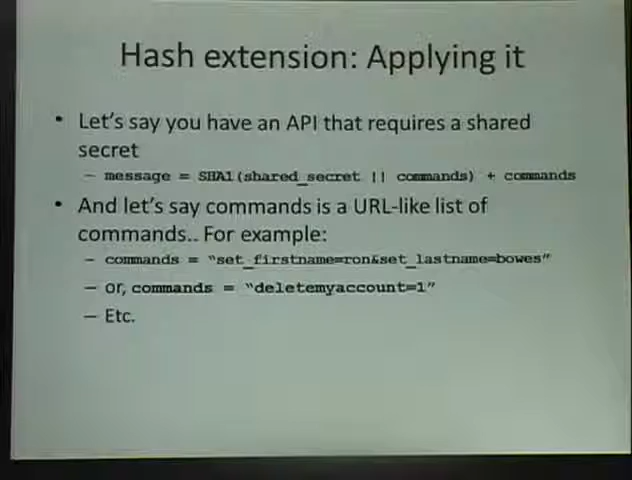 Hash extension: Applying it
• Let's say you have an API that requires a shared
secret
– message = SHA1(shared_secret || commands) + commands
• And let's say commands is a URL-like list of
commands.. For example:
– commands = "set_firstname=ron&set_lastname=bowes"
– or, commands = "deletemyaccount=1"
– Etc.